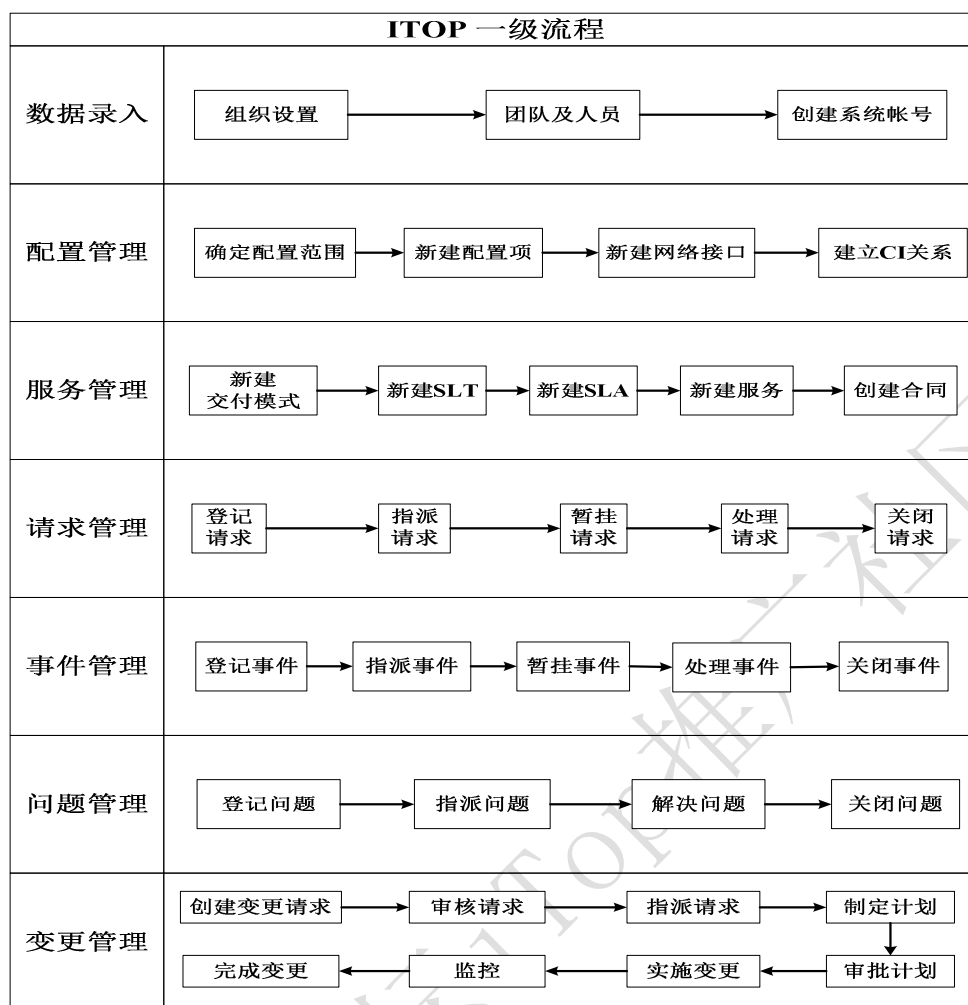 ITOP 一级流程
数据录入
组织设置
团队及人员
创建系统帐号
配置管理
确定配置范围
新建配置项
新建网络接口
建立CI关系
服务管理
新建
交付模式
新建SLT
新建SLA
新建服务
创建合同
请求管理
登记
请求
指派
请求
暂挂
请求
处理
请求
关闭
请求
事件管理
登记事件
指派事件
暂挂事件
处理事件
关闭事件
问题管理
登记问题
指派问题
解决问题
关闭问题
变更管理
创建变更请求
审核请求
指派请求
制定计划
完成变更
监控
实施变更
审批计划
iTop推广社